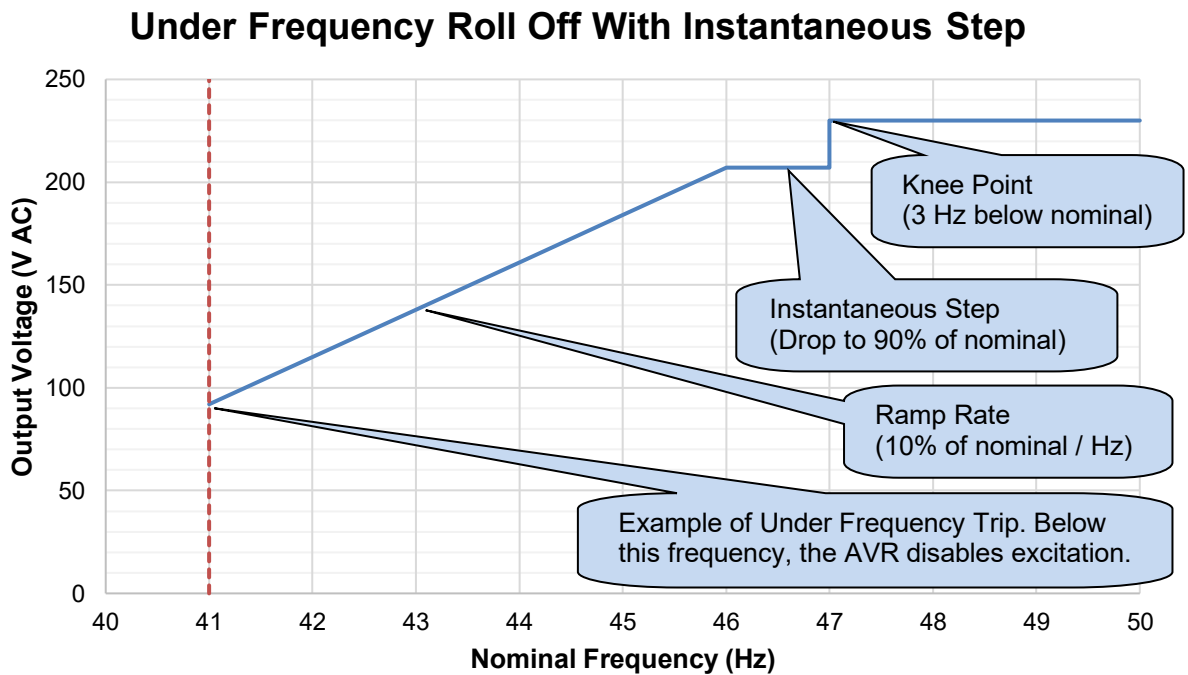 Under Frequency Roll Off With Instantaneous Step
Output Voltage (V AC)
250
200
150
100
50
0
Knee Point
(3 Hz below nominal)
Instantaneous Step
(Drop to 90% of nominal)
Ramp Rate
(10% of nominal / Hz)
Example of Under Frequency Trip. Below
this frequency, the AVR disables excitation.
40 41 42 43 44 45 46 47 48 49 50
Nominal Frequency (Hz)